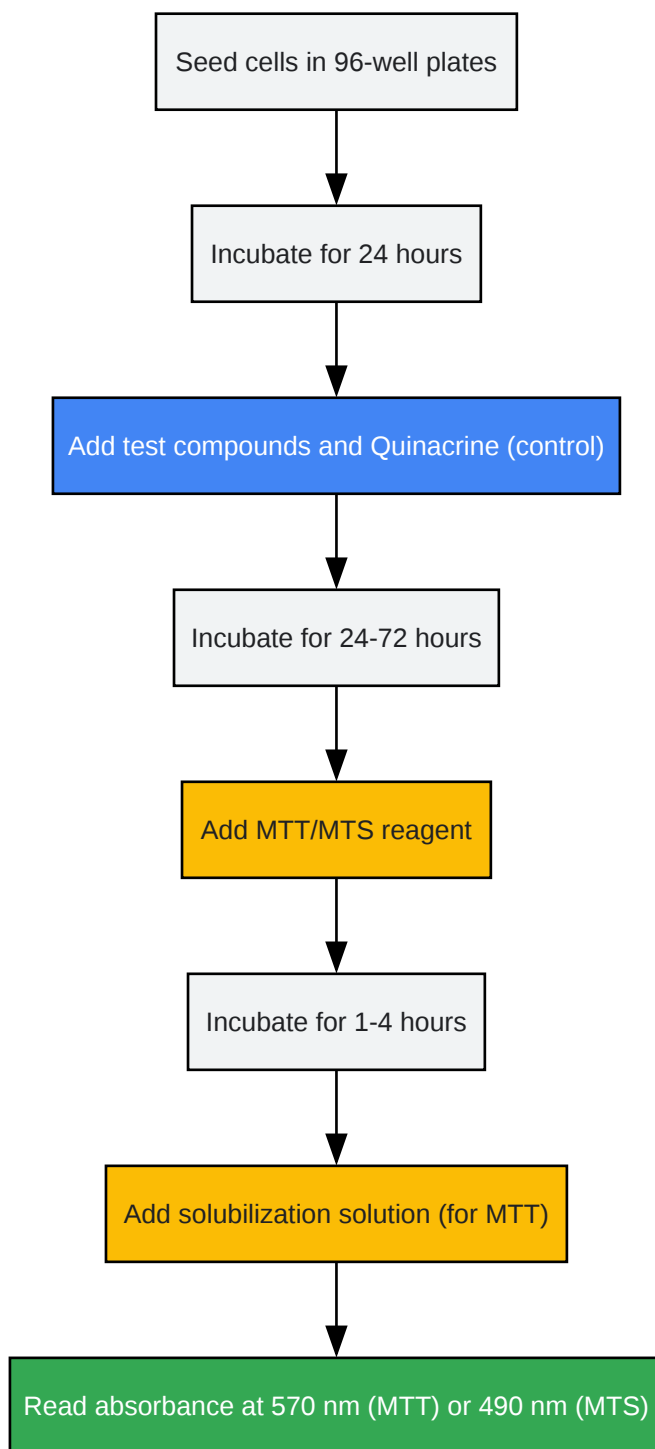 Seed cells in 96-well plates
Incubate for 24 hours
Add test compounds and Quinacrine (control)
Incubate for 24-72 hours
Add MTT/MTS reagent
Incubate for 1-4 hours
Add solubilization solution (for MTT)
Read absorbance at 570 nm (MTT) or 490 nm (MTS)